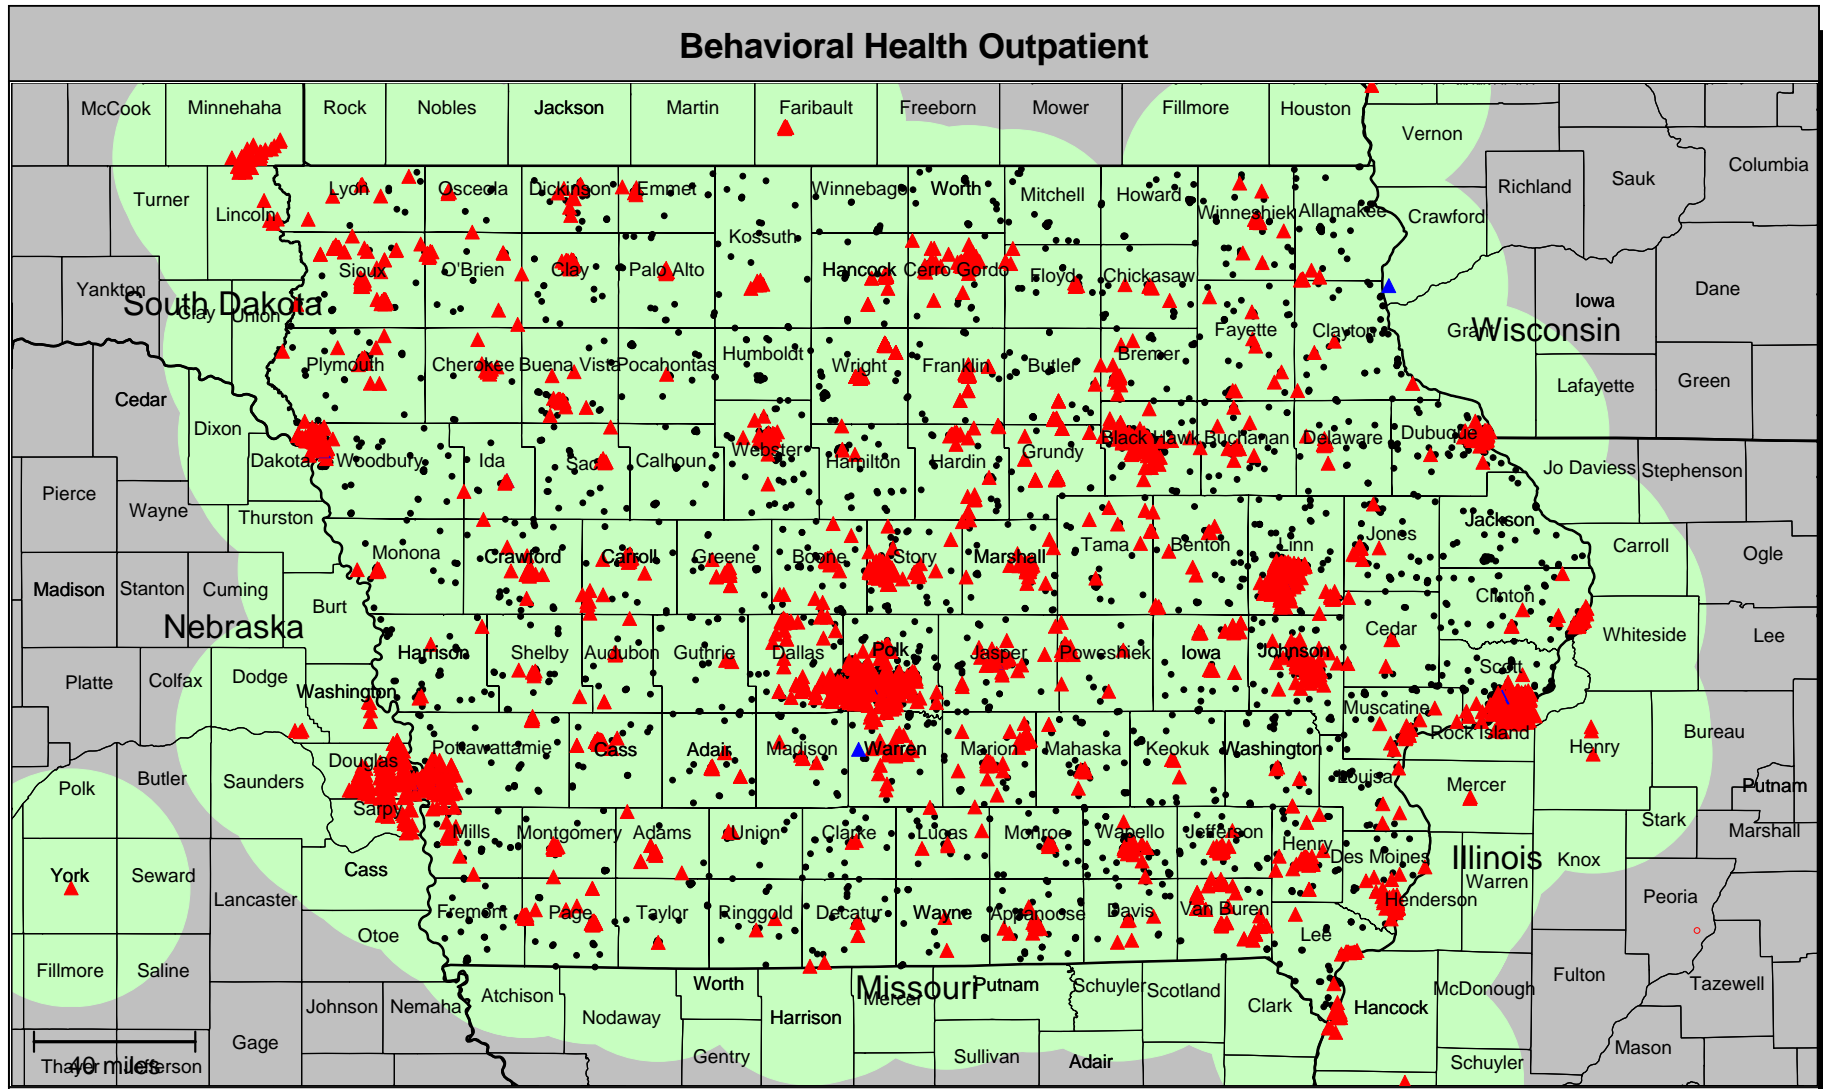 Behavioral Health Outpatient
McCook Minnehaha Rock Nobles Jackson Martin Faribault Freeborn Mower Fillmore Houston
Vernon
Columbia
Sauk
Richland
Turner Lyon Osceola Dickinson Emmet Winnebago Worth Mitchell Howard
Lincoln Winneshiek Allamakee Crawford
Kossuth
Sioux O'Brien Clay Palo Alto Hancock Cerro Gordo Floyd Chickasaw
Yankton Dane
Iowa
South Dakota
Clay Union
Fayette Clayton Grant Wisconsin
Plymouth Cherokee Buena Vista Pocahontas Humboldt Wright Franklin Butler Bremer
Lafayette Green
Cedar
Dixon
Dakota Woodbury Ida Sac Calhoun Webster Hamilton Hardin Grundy Black Hawk Buchanan Delaware Dubuque
Jo Daviess Stephenson
Pierce
Wayne Thurston
Jackson
Monona Crawford Carroll Greene Boone Story Marshall Tama Benton Linn Jones
Carroll Ogle
Madison Stanton Cuming
Burt Clinton
Nebraska
Cedar Whiteside Lee
Harrison Shelby Audubon Guthrie Dallas Polk Jasper Poweshiek Iowa Johnson
Scott
Platte Colfax Dodge
Washington
Muscatine
Rock Island Bureau
Henry
Douglas Pottawattamie Cass Adair Madison Warren Marion Mahaska Keokuk Washington
Polk Butler Saunders Louisa Mercer Putnam
Sarpy
Mills Montgomery Adams Union Clarke Lucas Monroe Wapello Jefferson Henry
Stark Marshall
Des Moines Illinois Knox
Cass
York Seward Warren
Lancaster Henderson Peoria
Fremont Page Taylor Ringgold Decatur Wayne Appanoose Davis Van Buren
Otoe Lee
Fillmore Saline Fulton
Tazewell
Worth Missouri Putnam Schuyler Scotland McDonough
Atchison Mercer
Johnson Nemaha Clark Hancock
Nodaway Harrison
Gage Mason
Gentry Sullivan Adair Schuyler
Thayer Jefferson
40 miles